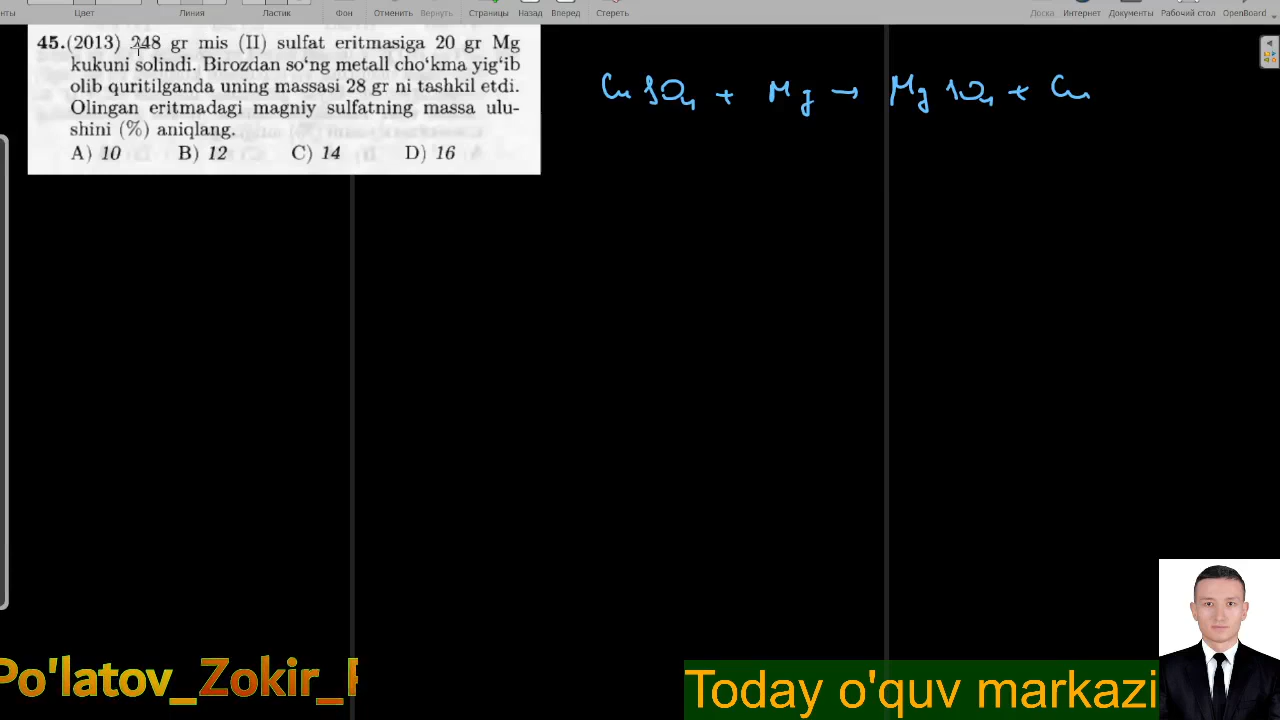 нты
Цвет Линия Ластик Фон Отменить Вернуть Страницы Назад Вперед Стереть Доска Интернет Документы Рабочий стол OpenBoard
45.(2013) 248 gr mis (II) sulfat eritmasiga 20 gr Mg
kukuni solindi. Birozdan so‘ng metall cho‘kma yig‘ib
olib quritilganda uning massasi 28 gr ni tashkil etdi.
Olingan eritmadagi magniy sulfatning massa ulu-
shini (%) aniqlang.
A) 10 B) 12 C) 14 D) 16
CuSO₄ + Mg → MgSO₄ + Cu
Po'latov_Zokir_
Today o'quv markazi